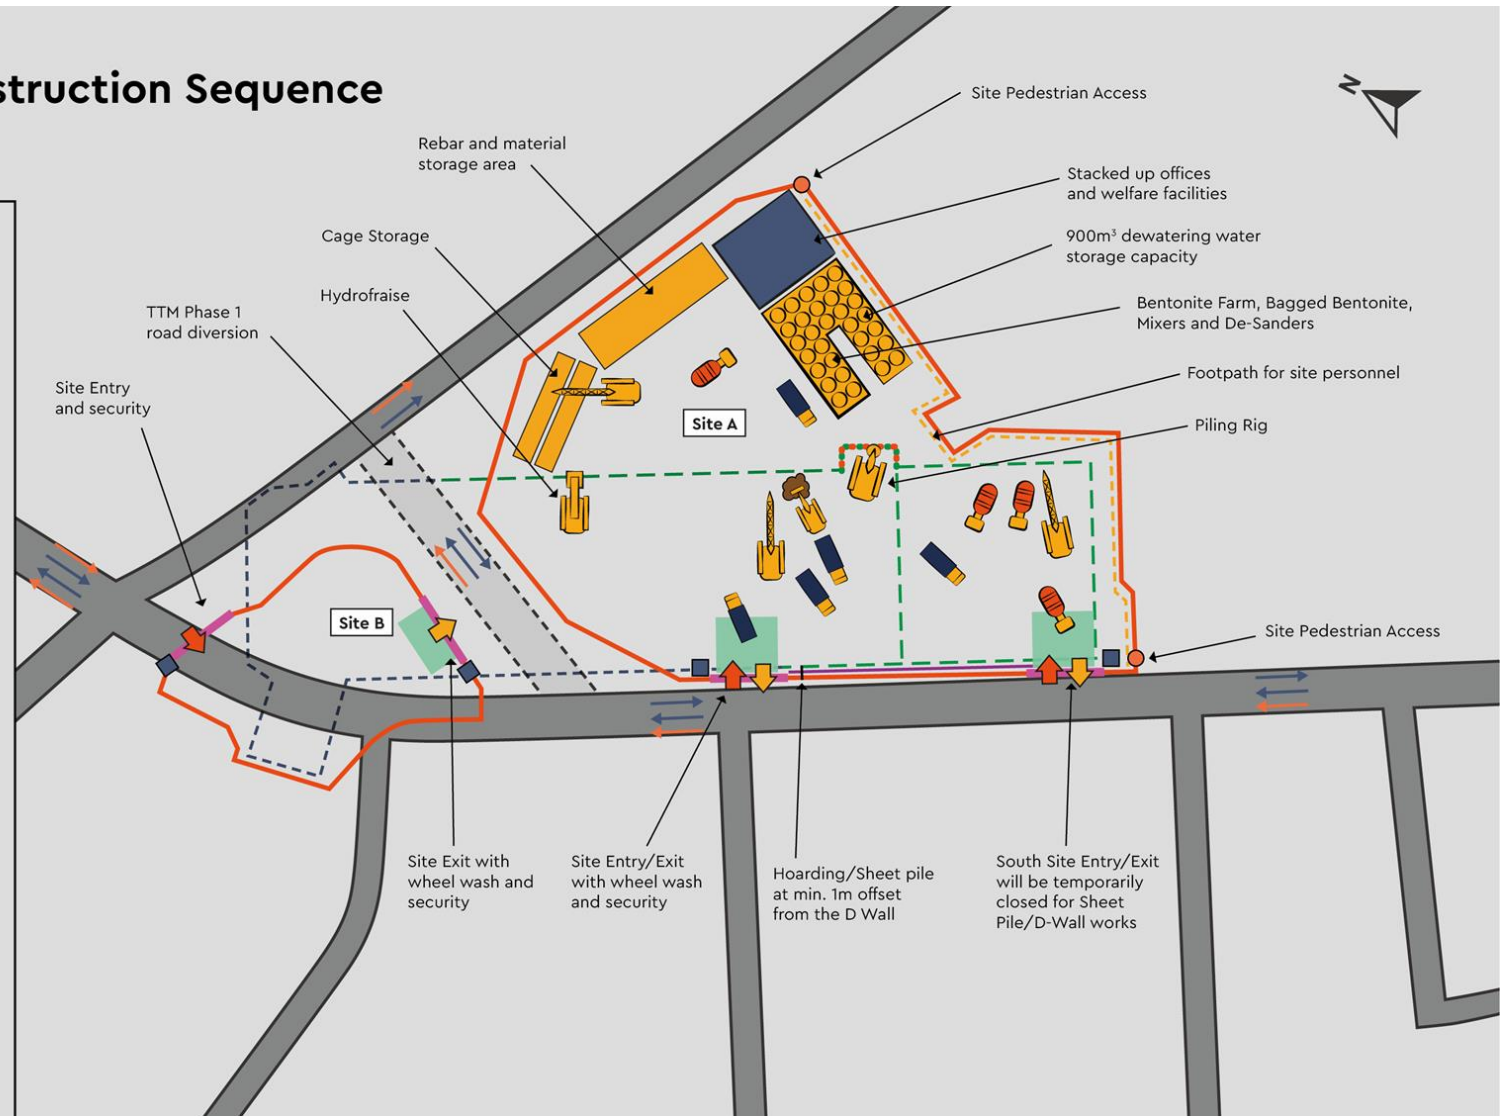 struction Sequence
N
Site Pedestrian Access
Rebar and material
storage area
Stacked up offices
and welfare facilities
Cage Storage
900m³ dewatering water
storage capacity
Hydrofraise
Bentonite Farm, Bagged Bentonite,
Mixers and De-Sanders
TTM Phase 1
road diversion
Footpath for site personnel
Site Entry
and security
Site A
Piling Rig
Site B
Site Pedestrian Access
Site Exit with
wheel wash and
security
Site Entry/Exit
with wheel wash
and security
Hoarding/Sheet pile
at min. 1m offset
from the D Wall
South Site Entry/Exit
will be temporarily
closed for Sheet
Pile/D-Wall works